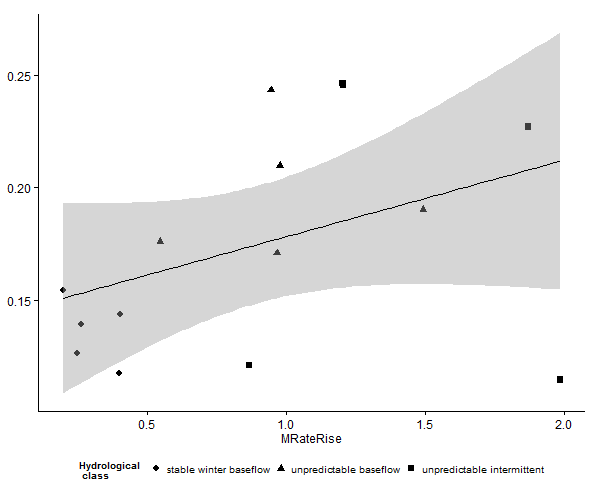 0.25
0.20
0.15
0.5 1.0 1.5 2.0
MRateRise
Hydrological
class
stable winter baseflow unpredictable baseflow unpredictable intermittent